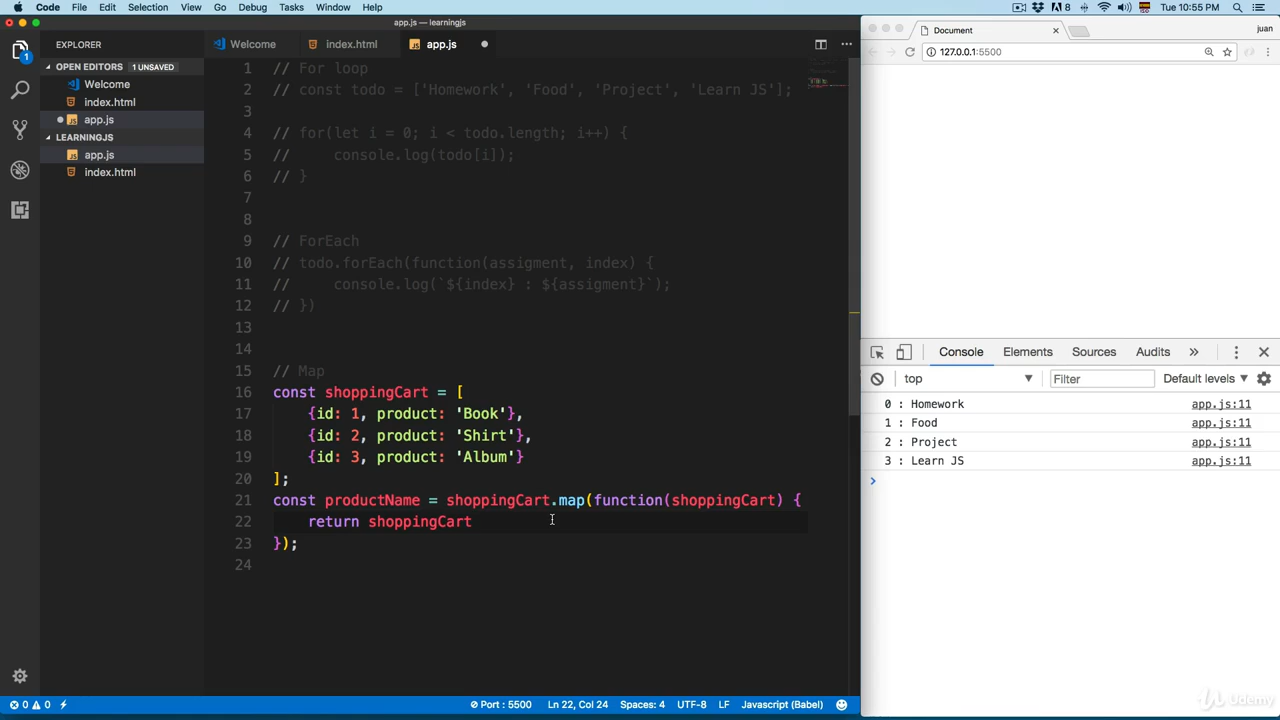 Code File Edit Selection View Go Debug Tasks Window Help
8
Tue 10:55 PM
app.js — learningjs
juan
EXPLORER
OPEN EDITORS 1 UNSAVED
Welcome
index.html
app.js
LEARNINGJS
app.js
index.html
1
Welcome index.html app.js
1 // For loop
2 // const todo = ['Homework', 'Food', 'Project', 'Learn JS'];
3
4 // for(let i = 0; i < todo.length; i++) {
5 //     console.log(todo[i]);
6 // }
7
8
9 // ForEach
10 // todo.forEach(function(assigment, index) {
11 //     console.log(`${index} : ${assigment}`);
12 // })
13
14
15 // Map
16 const shoppingCart = [
17     {id: 1, product: 'Book'},
18     {id: 2, product: 'Shirt'},
19     {id: 3, product: 'Album'}
20 ];
21 const productName = shoppingCart.map(function(shoppingCart) {
22     return shoppingCart
23 });
24
0 0 Port : 5500 Ln 22, Col 24 Spaces: 4 UTF-8 LF Javascript (Babel)
Document
127.0.0.1:5500
Console Elements Sources Audits
top Filter Default levels
0 : Homework app.js:11
1 : Food app.js:11
2 : Project app.js:11
3 : Learn JS app.js:11
Udemy